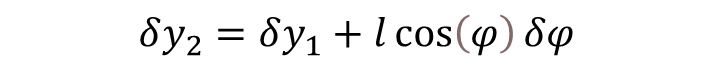 δy₂ = δy₁ + l cos(φ) δφ